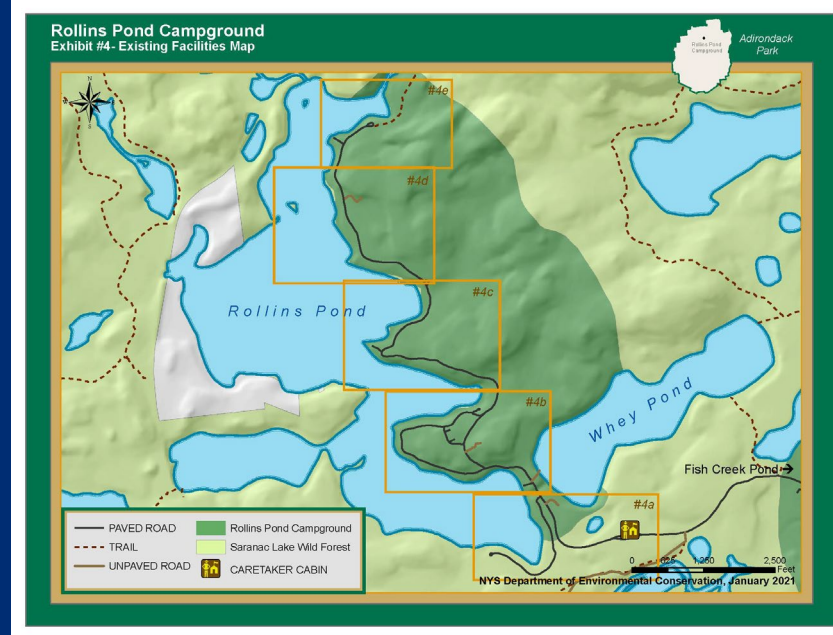 Rollins Pond Campground
Exhibit #4- Existing Facilities Map
Rollins Pond
Campground
Adirondack
Park
N
S
#4e
#4d
#4c
#4b
#4a
Rollins Pond
Whey Pond
Fish Creek Pond
PAVED ROAD
TRAIL
UNPAVED ROAD
Rollins Pond Campground
Saranac Lake Wild Forest
CARETAKER CABIN
0 625 1,250 2,500
Feet
NYS Department of Environmental Conservation, January 2021